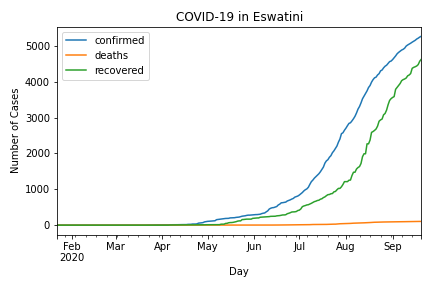 COVID-19 in Eswatini
confirmed
deaths
recovered
Number of Cases
5000
4000
3000
2000
1000
0
Feb Mar Apr May Jun Jul Aug Sep
2020
Day